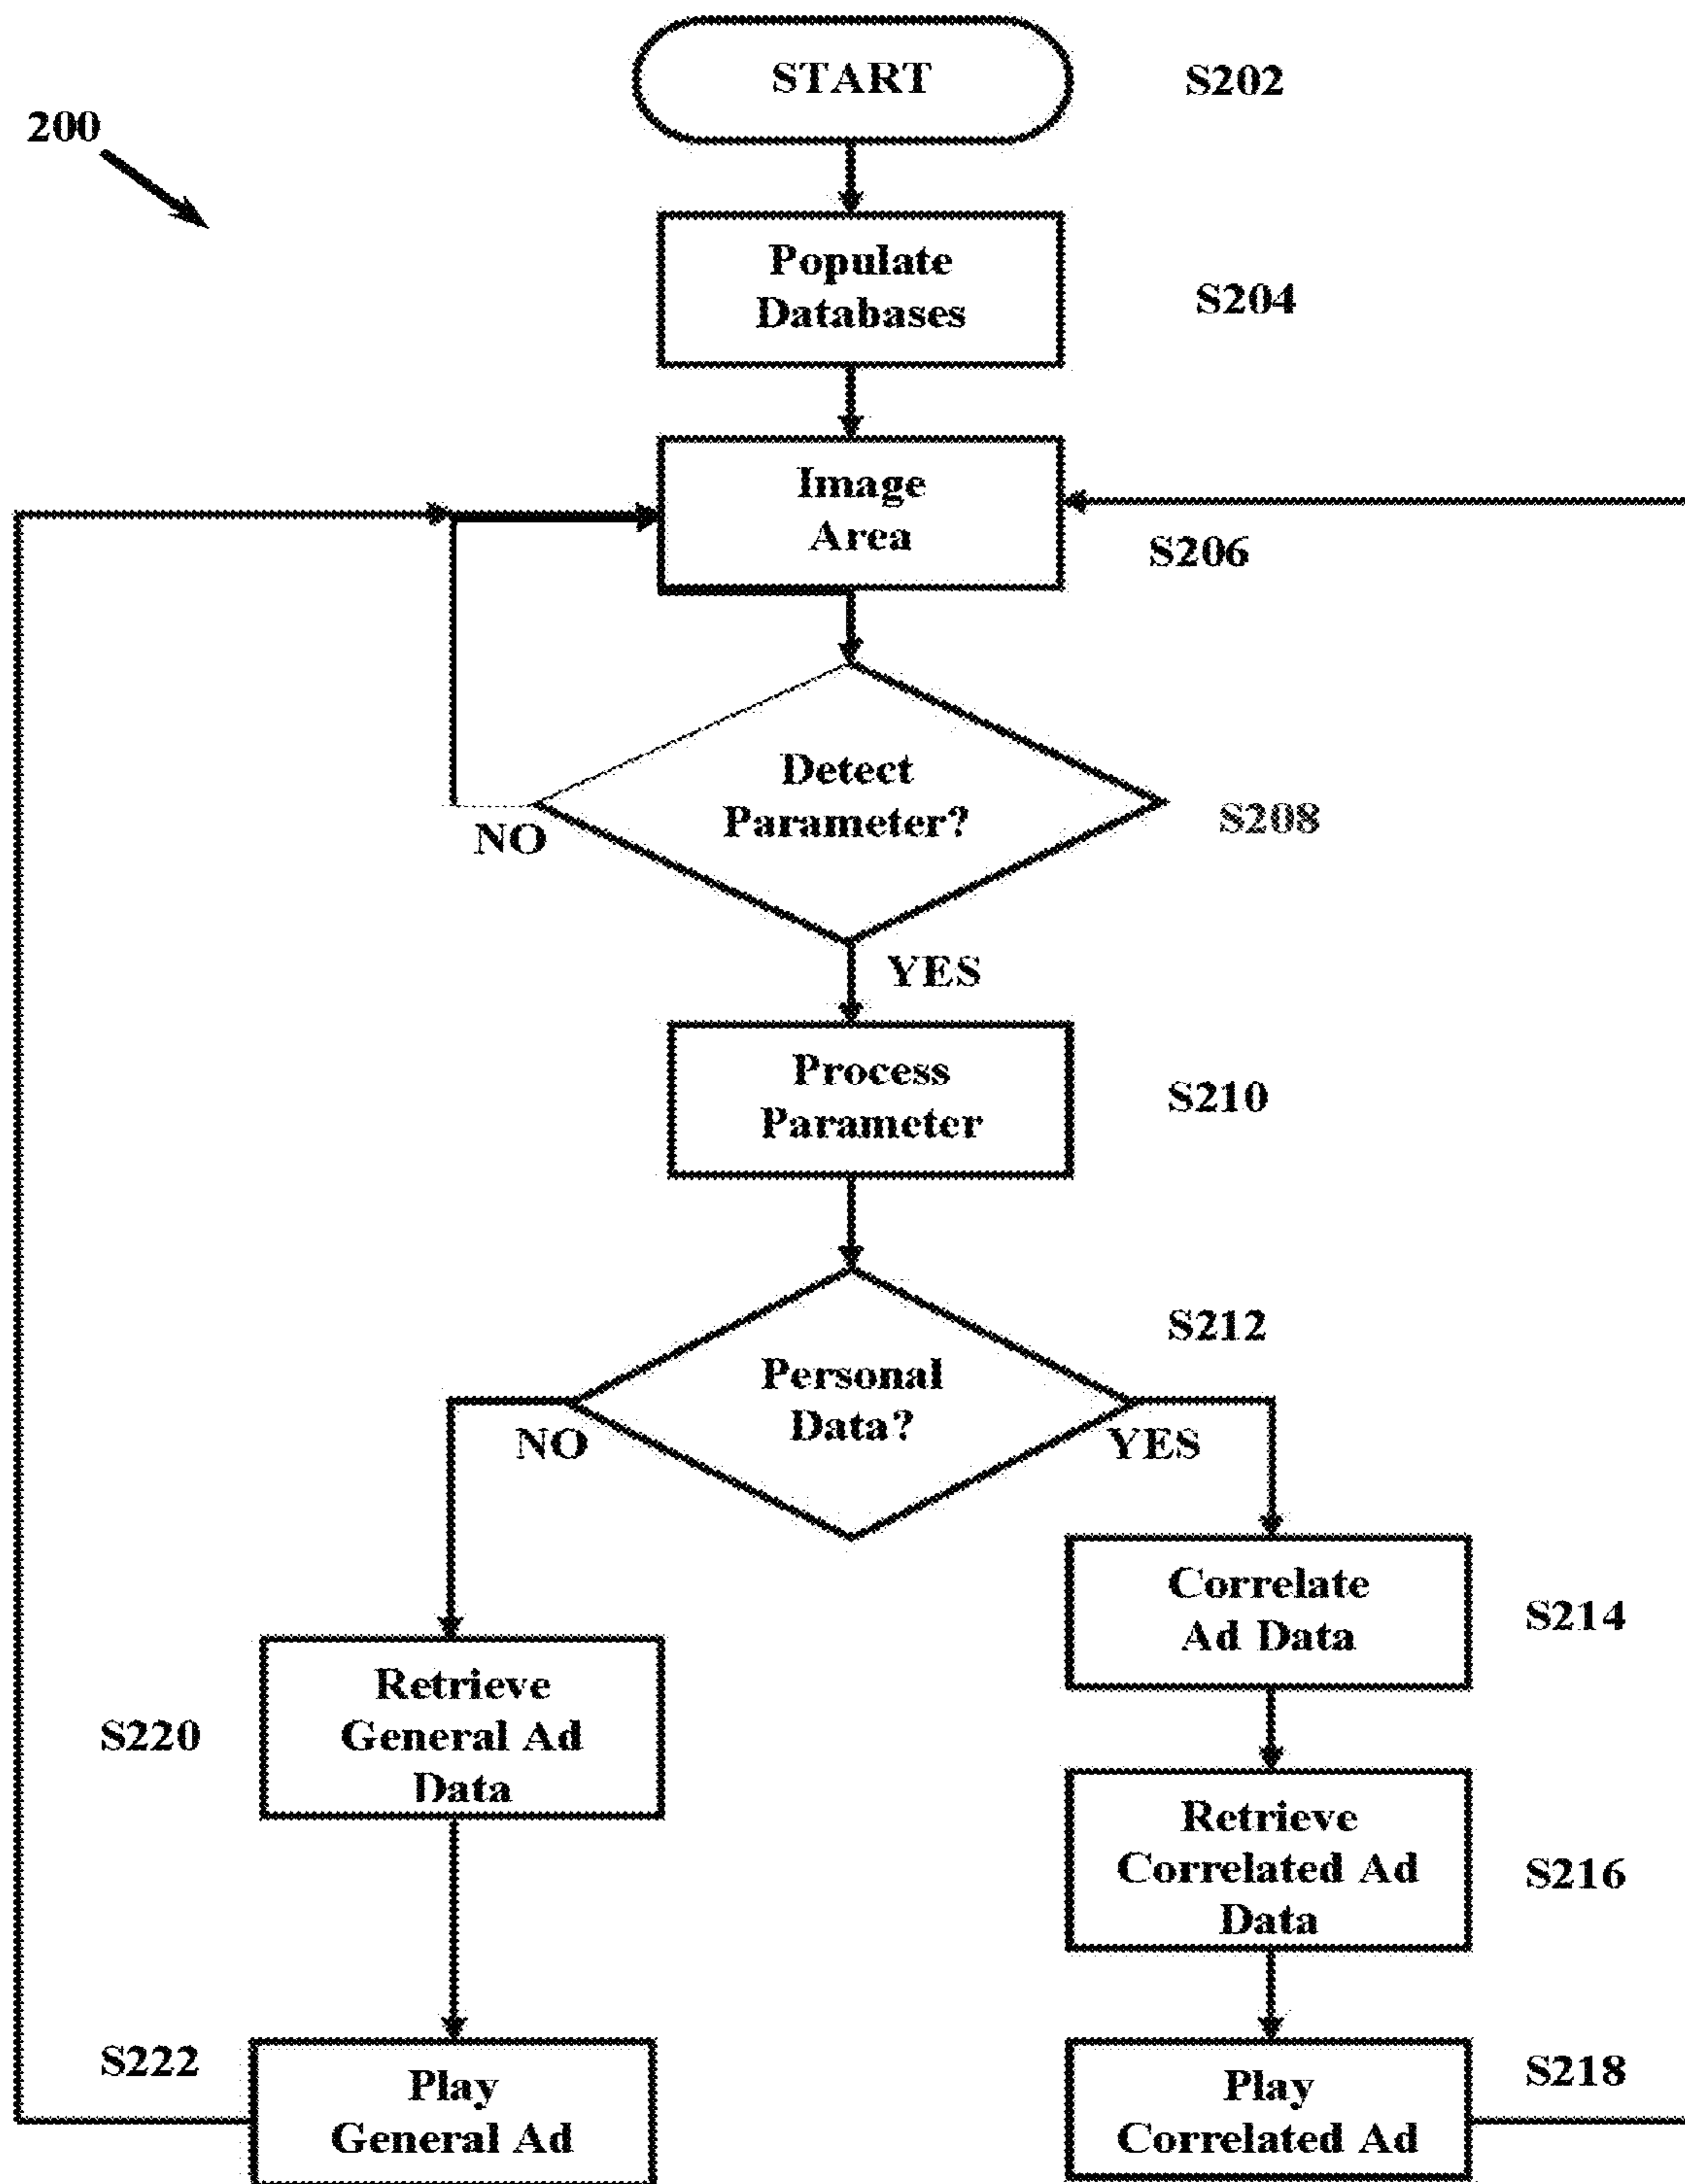 START
S202
200
Populate
Databases
S204
Image
Area
S206
Detect
Parameter?
S208
NO
YES
Process
Parameter
S210
S212
Personal
Data?
NO
YES
Correlate
Ad Data
S214
Retrieve
General Ad
Data
S220
Retrieve
Correlated Ad
Data
S216
S222
Play
General Ad
S218
Play
Correlated Ad